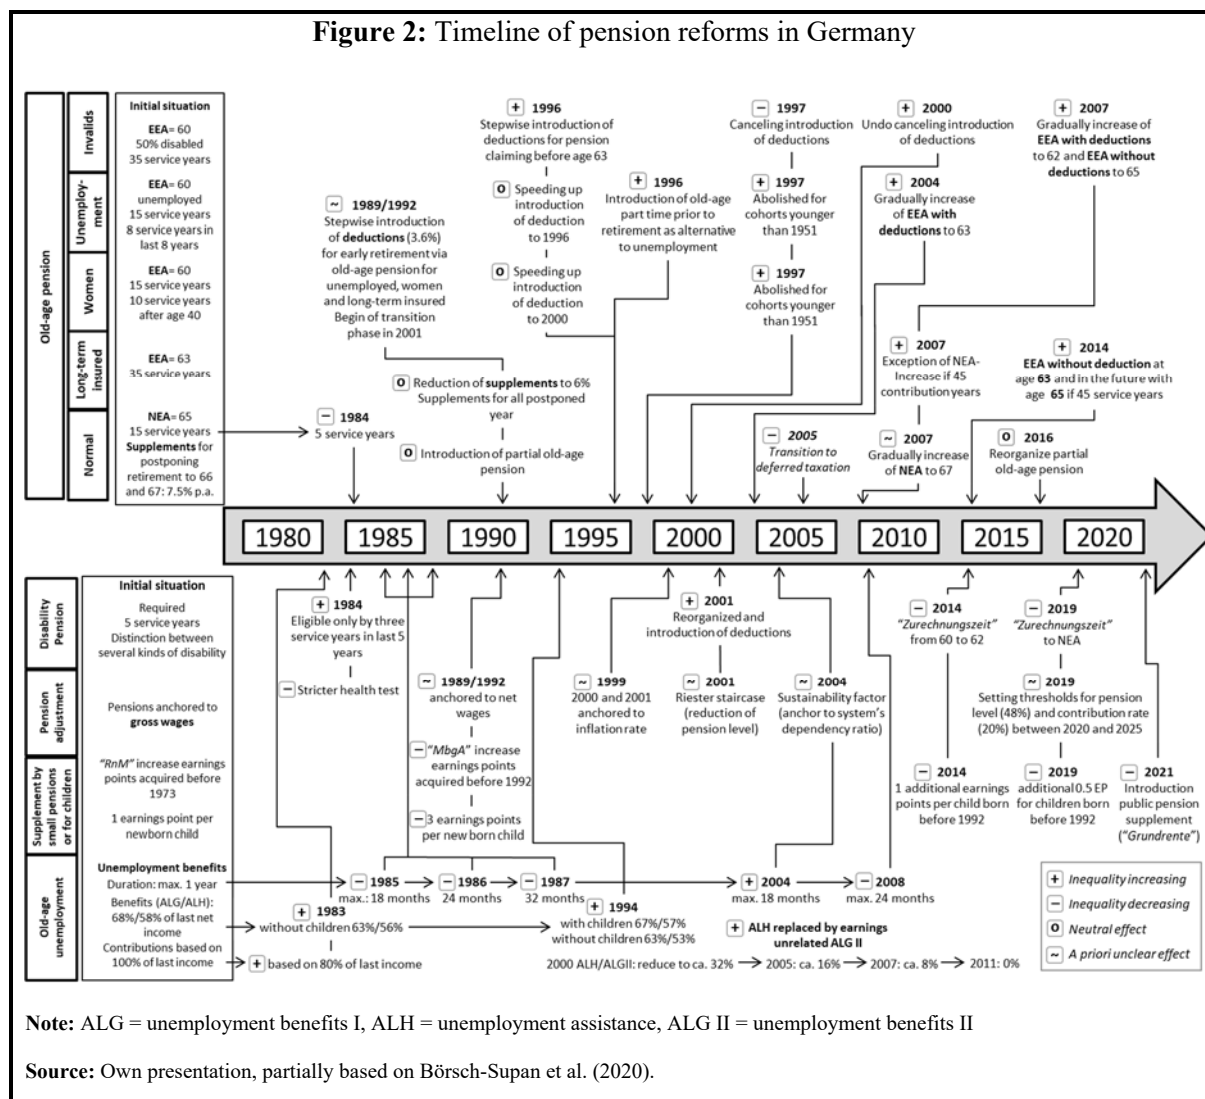 Figure 2: Timeline of pension reforms in Germany
Old-age pension
Invalids
Unemploy-
ment
Women
Long-term
insured
Normal
Initial situation
EEA= 60
50% disabled
35 service years
EEA= 60
unemployed
15 service years
8 service years in
last 8 years
EEA= 60
15 service years
10 service years
after age 40
EEA= 63
35 service years
NEA= 65
15 service years
Supplements for
postponing
retirement to 66
and 67: 7.5% p.a.
− 1984
5 service years
~ 1989/1992
Stepwise introduction
of deductions (3.6%)
for early retirement via
old-age pension for
unemployed, women
and long-term insured
Begin of transition
phase in 2001
o Reduction of supplements to 6%
Supplements for all postponed
year
o Introduction of partial old-age
pension
+ 1996
Stepwise introduction of
deductions for pension
claiming before age 63
o Speeding up
introduction
of deduction
to 1996
o Speeding up
introduction
of deduction
to 2000
+ 1996
Introduction of old-age
part time prior to
retirement as alternative
to unemployment
− 1997
Canceling introduction
of deductions
+ 1997
Abolished for
cohorts younger
than 1951
+ 1997
Abolished for
cohorts younger
than 1951
+ 2000
Undo canceling introduction
of deductions
+ 2004
Gradually increase
of EEA with
deductions to 63
− 2005
Transition to
deferred taxation
+ 2007
Gradually increase of
EEA with deductions
to 62 and EEA without
deductions to 65
+ 2007
Exception of NEA-
Increase if 45
contribution years
~ 2007
Gradually increase
of NEA to 67
+ 2014
EEA without deduction at
age 63 and in the future with
age 65 if 45 service years
o 2016
Reorganize partial
old-age pension
1980
1985
1990
1995
2000
2005
2010
2015
2020
Disability
Pension
Pension
adjustment
Supplement by
small pensions
or for children
Old-age
unemployment
Initial situation
Required
5 service years
Distinction between
several kinds of disability
Pensions anchored to
gross wages
"RnM" increase earnings
points acquired before
1973
1 earnings point per
newborn child
Unemployment benefits
Duration: max. 1 year
Benefits (ALG/ALH):
68%/58% of last net
income
Contributions based on
100% of last income
+ 1984
Eligible only by three
service years in last 5
years
− Stricter health test
~ 1989/1992
anchored to net
wages
− "MbgA" increase
earnings points
acquired before 1992
− 3 earnings points
per new born child
~ 1999
2000 and 2001
anchored to
inflation rate
+ 2001
Reorganized and
introduction of deductions
~ 2001
Riester staircase
(reduction of
pension level)
~ 2004
Sustainability factor
(anchor to system's
dependency ratio)
− 2014
"Zurechnungszeit"
from 60 to 62
− 2019
"Zurechnungszeit"
to NEA
~ 2019
Setting thresholds for pension
level (48%) and contribution rate
(20%) between 2020 and 2025
− 2014
1 additional earnings
points per child born
before 1992
− 2019
additional 0.5 EP
for children born
before 1992
− 2021
Introduction
public pension
supplement
("Grundrente")
− 1985
max.: 18 months
− 1986
24 months
− 1987
32 months
+ 2004
max. 18 months
− 2008
max. 24 months
+ 1983
without children 63%/56%
+ 1994
with children 67%/57%
without children 63%/53%
+ ALH replaced by earnings
unrelated ALG II
+ based on 80% of last income
2000 ALH/ALGII: reduce to ca. 32%
2005: ca. 16%
2007: ca. 8%
2011: 0%
+ Inequality increasing
− Inequality decreasing
o Neutral effect
~ A priori unclear effect
Note: ALG = unemployment benefits I, ALH = unemployment assistance, ALG II = unemployment benefits II
Source: Own presentation, partially based on Börsch-Supan et al. (2020).